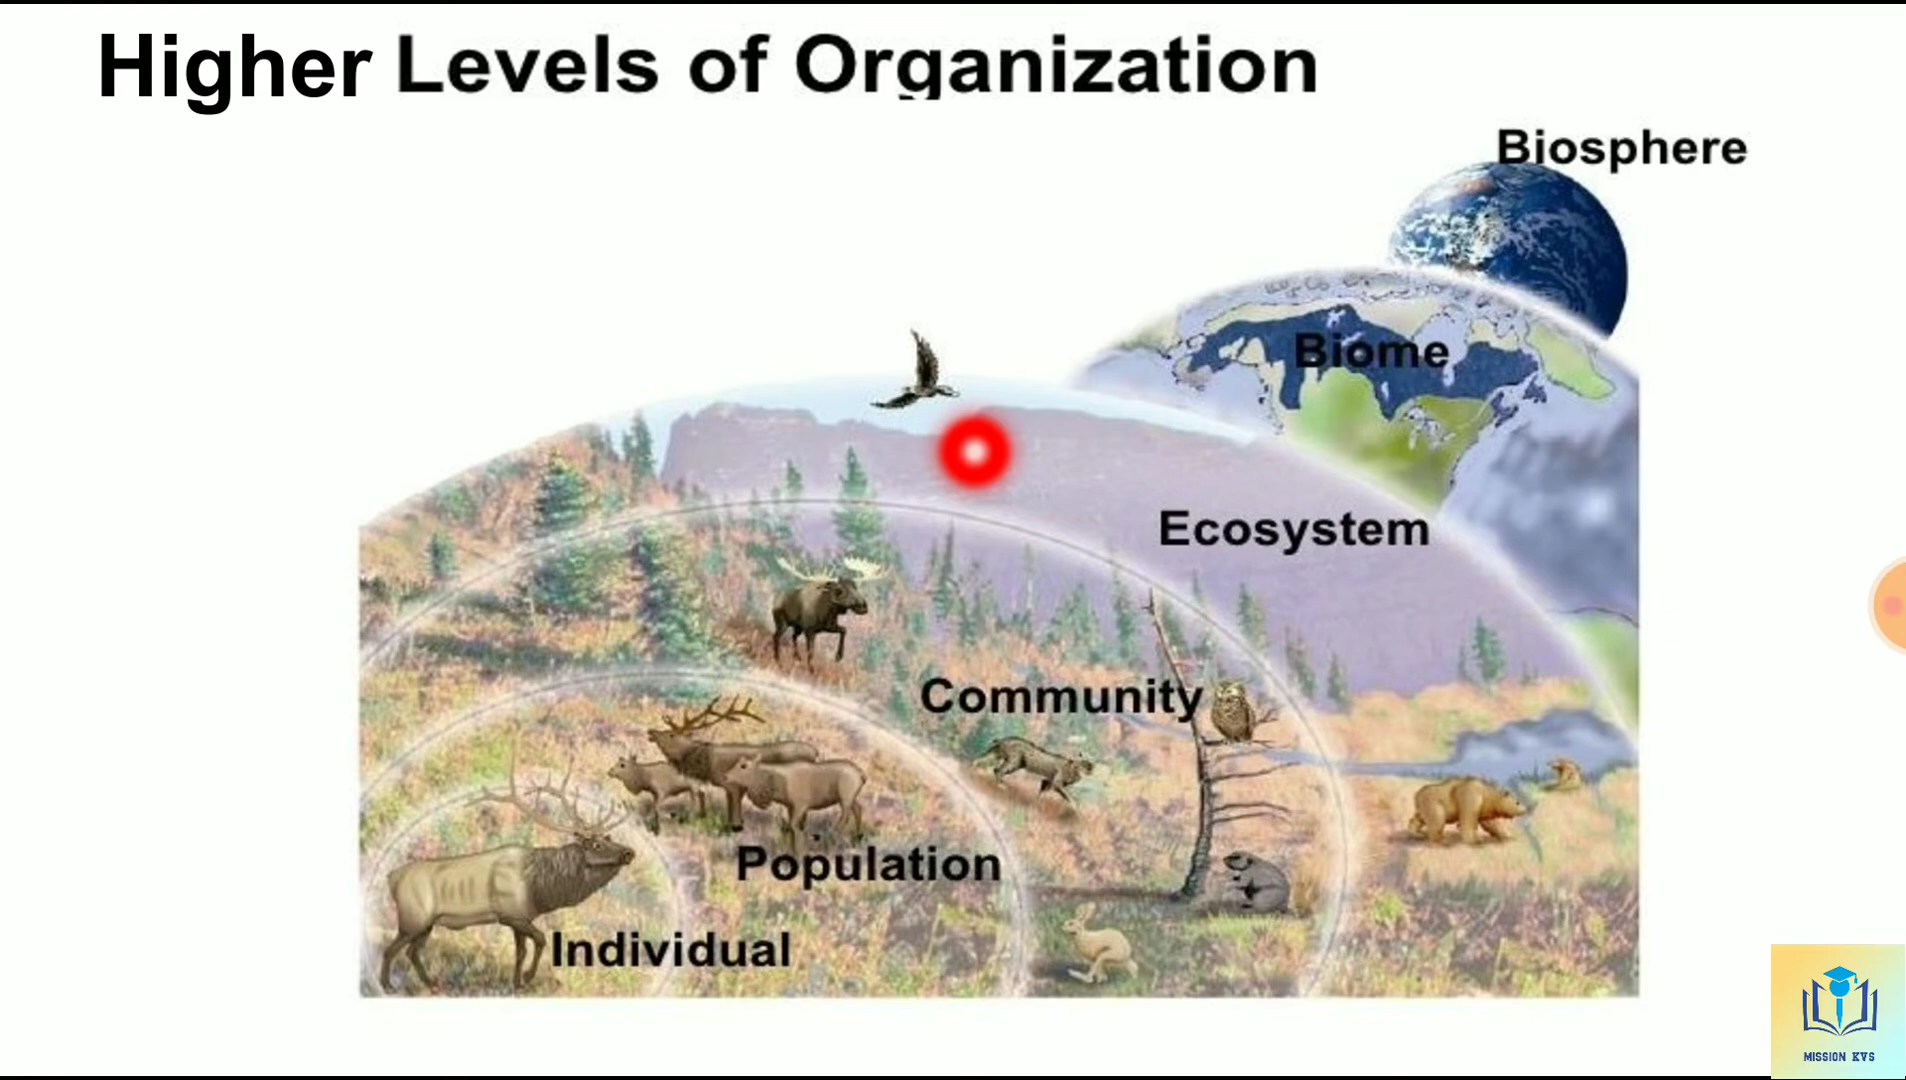 Higher Levels of Organization
Biosphere
Biome
Ecosystem
Community
Population
Individual
MISSION KVS